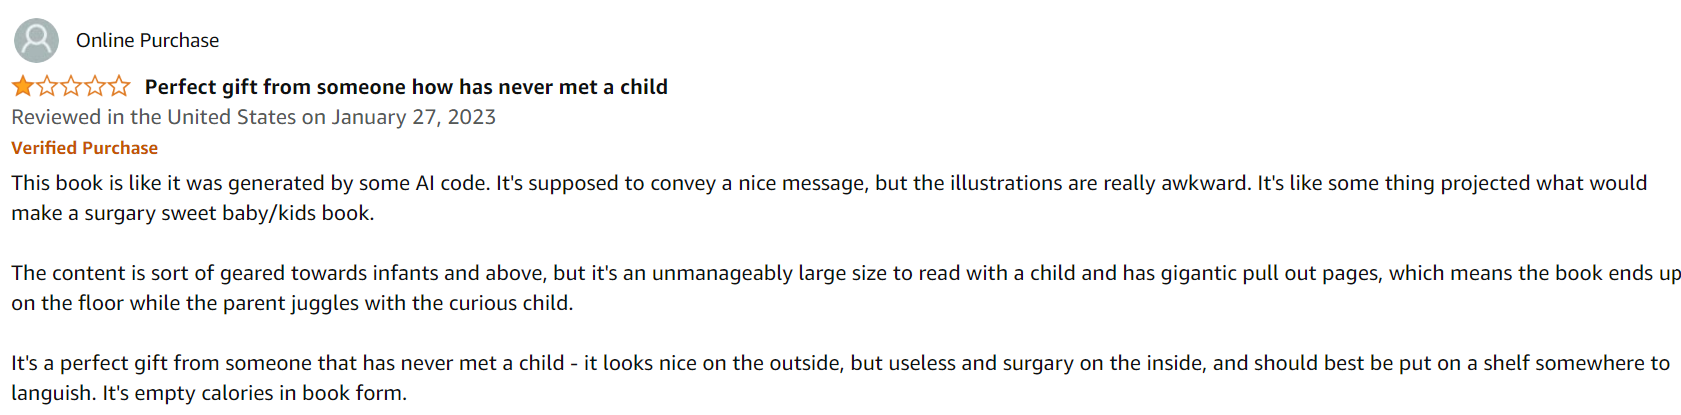 Online Purchase
Perfect gift from someone how has never met a child
Reviewed in the United States on January 27, 2023
Verified Purchase
This book is like it was generated by some AI code. It's supposed to convey a nice message, but the illustrations are really awkward. It's like some thing projected what would
make a surgary sweet baby/kids book.
The content is sort of geared towards infants and above, but it's an unmanageably large size to read with a child and has gigantic pull out pages, which means the book ends up
on the floor while the parent juggles with the curious child.
It's a perfect gift from someone that has never met a child - it looks nice on the outside, but useless and surgary on the inside, and should best be put on a shelf somewhere to
languish. It's empty calories in book form.